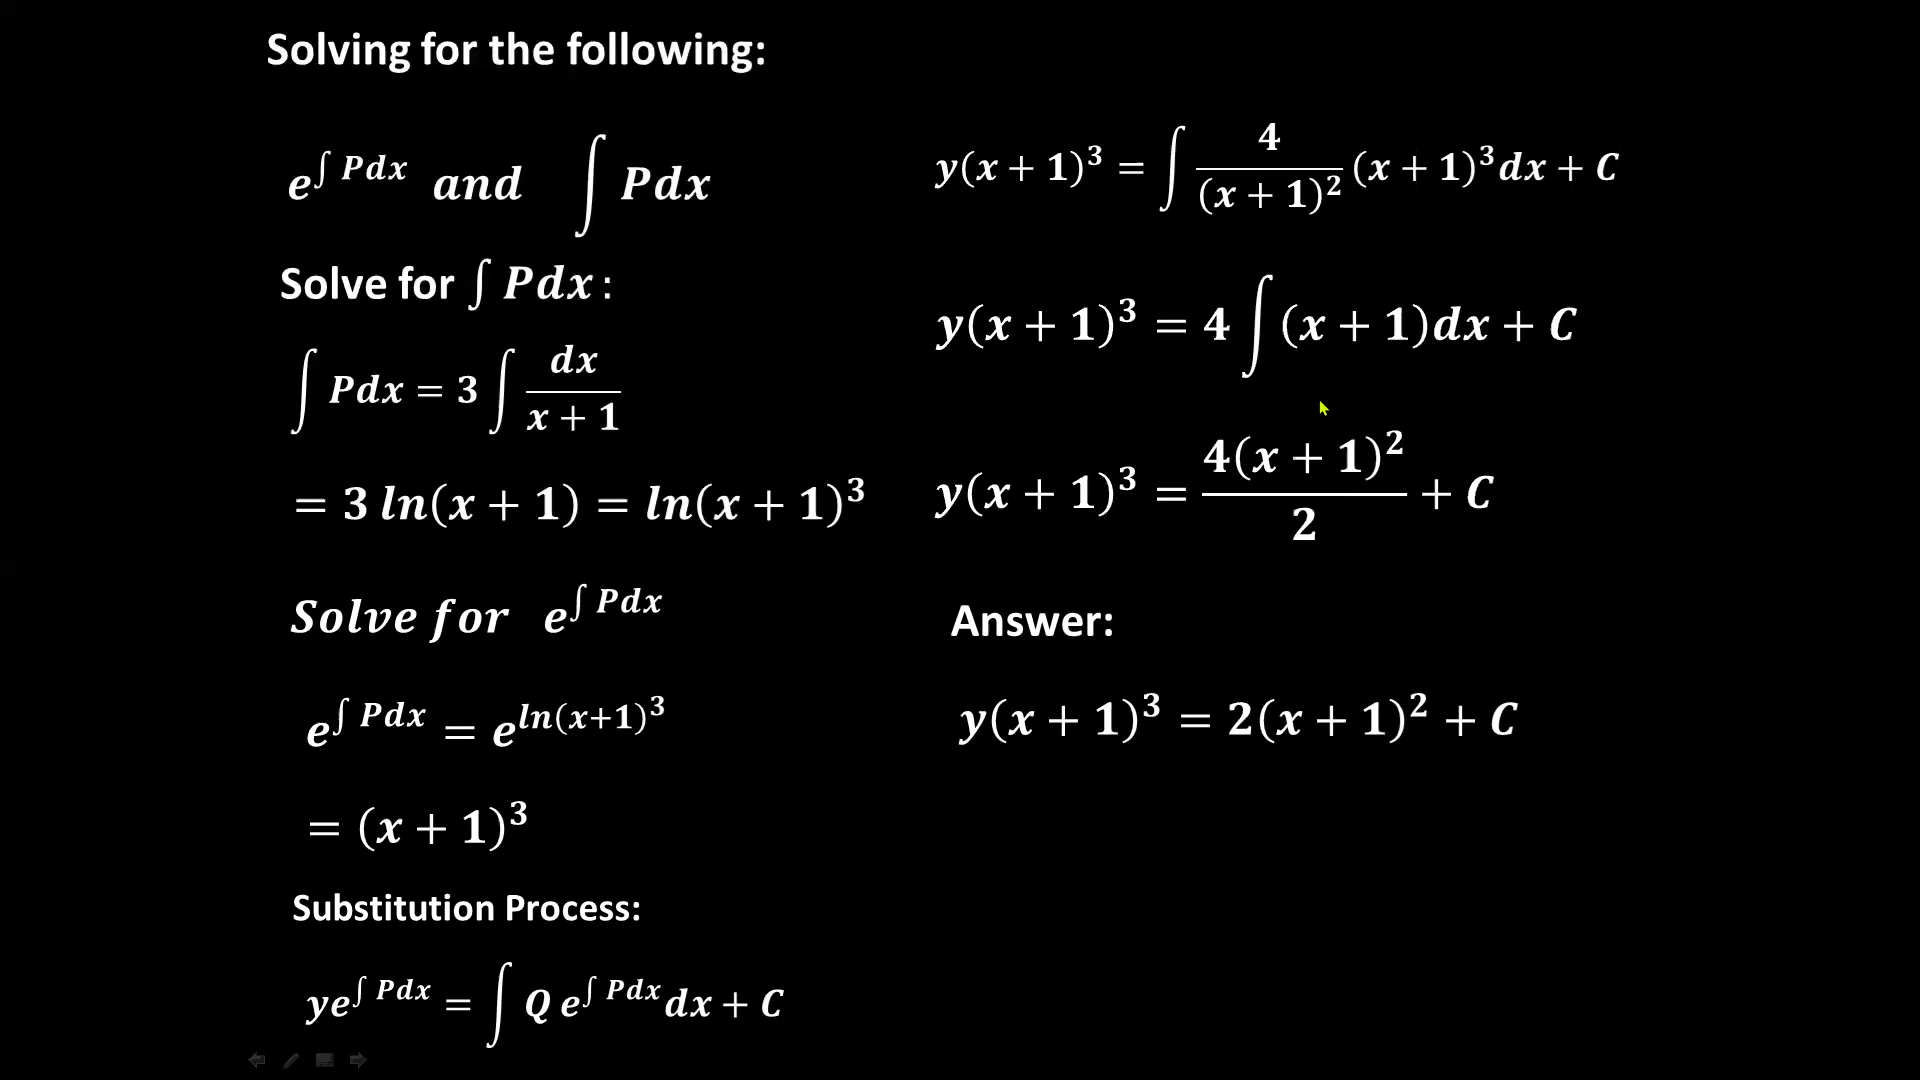 Solving for the following:
e^{∫ Pdx} and ∫ Pdx
Solve for ∫ Pdx :
∫ Pdx = 3 ∫ \frac{dx}{x + 1}
= 3 ln(x + 1) = ln(x + 1)^3
Solve for e^{∫ Pdx}
e^{∫ Pdx} = e^{ln(x+1)^3}
= (x + 1)^3
Substitution Process:
ye^{∫ Pdx} = ∫ Q e^{∫ Pdx} dx + C
y(x + 1)^3 = ∫ \frac{4}{(x + 1)^2} (x + 1)^3 dx + C
y(x + 1)^3 = 4 ∫ (x + 1)dx + C
y(x + 1)^3 = \frac{4(x + 1)^2}{2} + C
Answer:
y(x + 1)^3 = 2(x + 1)^2 + C